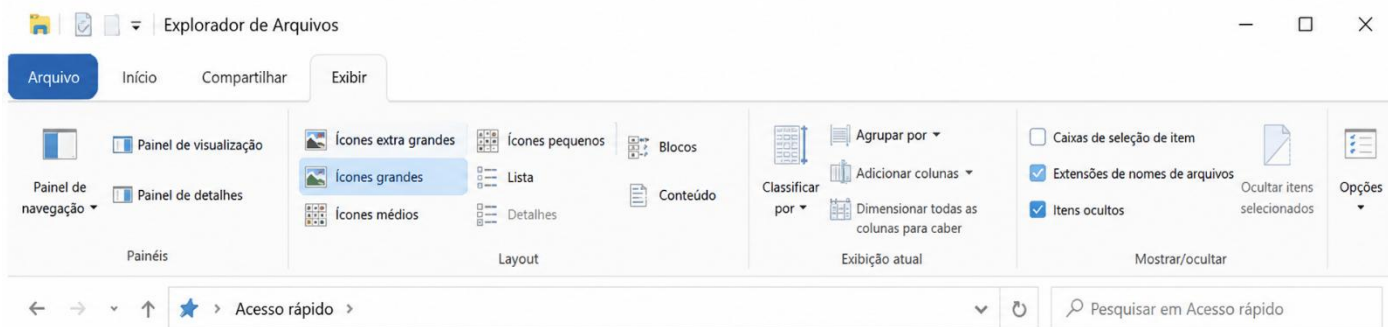 Explorador de Arquivos
Arquivo Início Compartilhar Exibir
Painel de navegação
Painel de visualização
Painel de detalhes
Painéis
Ícones extra grandes
Ícones grandes
Ícones médios
Ícones pequenos
Lista
Detalhes
Blocos
Conteúdo
Layout
Classificar por
Agrupar por
Adicionar colunas
Dimensionar todas as
colunas para caber
Exibição atual
Caixas de seleção de item
Extensões de nomes de arquivos
Itens ocultos
Ocultar itens
selecionados
Mostrar/ocultar
Opções
Acesso rápido
Pesquisar em Acesso rápido